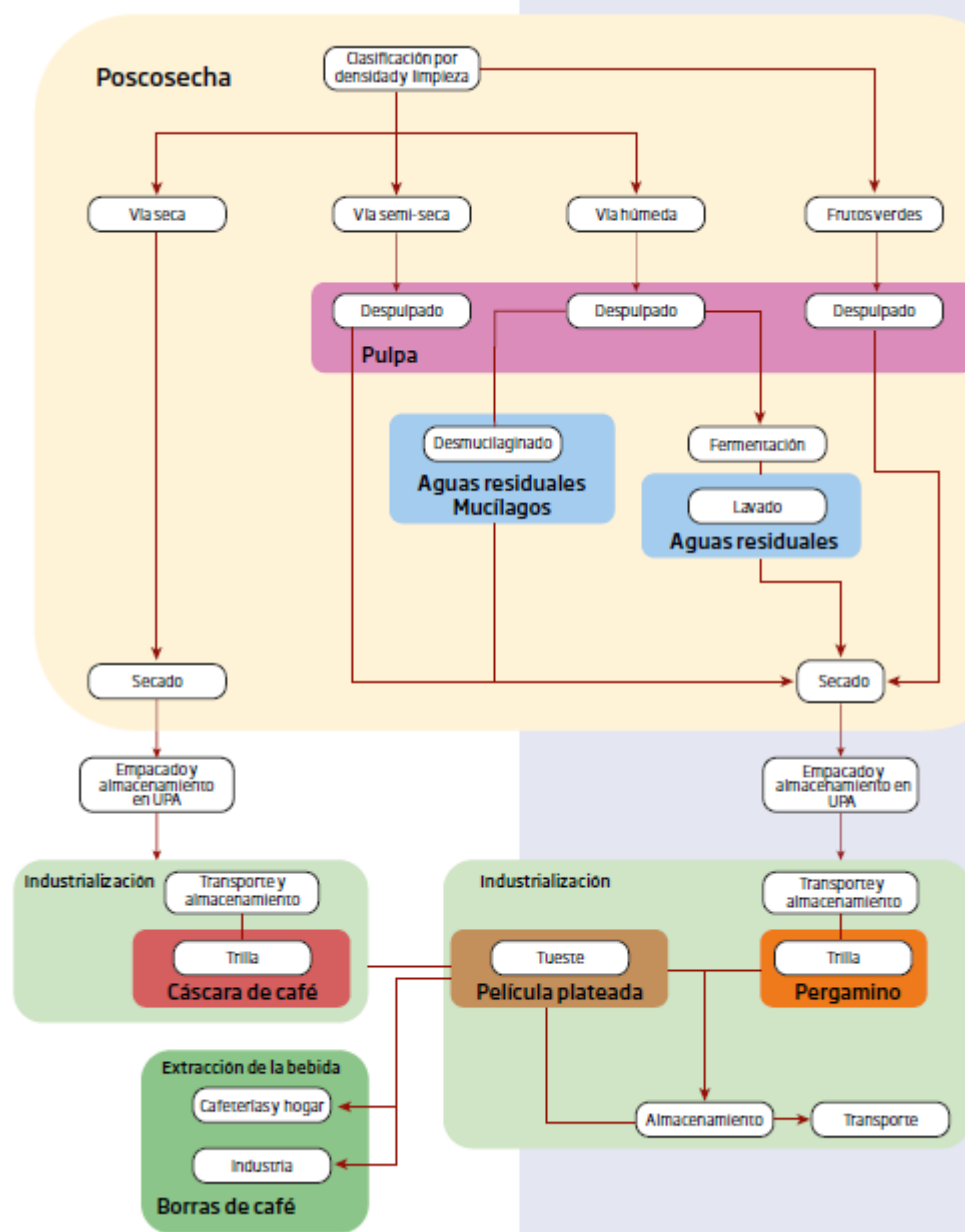 Poscosecha
Clasificación por
densidad y limpieza
Vía seca
Vía semi-seca
Vía húmeda
Frutos verdes
Despulpado
Despulpado
Despulpado
Pulpa
Desmucilaginado
Aguas residuales
Mucílagos
Fermentación
Lavado
Aguas residuales
Secado
Secado
Empacado y
almacenamiento
en UPA
Empacado y
almacenamiento en
UPA
Industrialización
Transporte y
almacenamiento
Trilla
Cáscara de café
Industrialización
Transporte y
almacenamiento
Tueste
Película plateada
Trilla
Pergamino
Extracción de la bebida
Cafeterías y hogar
Industria
Borras de café
Almacenamiento
Transporte